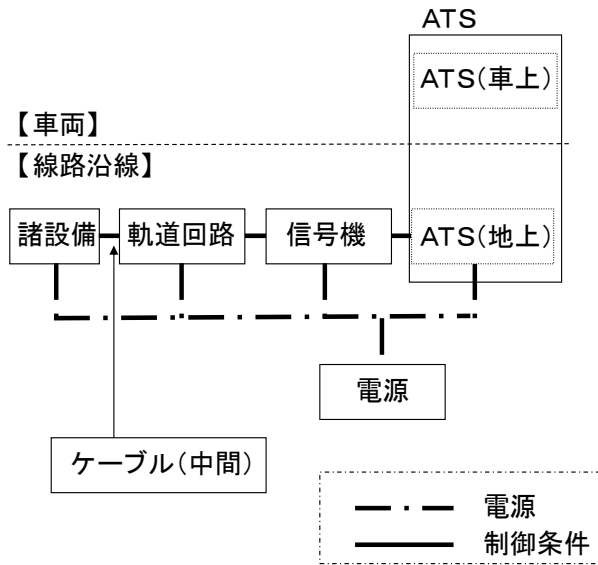 ATS
ATS(車上)
【車両】
【線路沿線】
諸設備
軌道回路
信号機
ATS(地上)
電源
ケーブル(中間)
電源
制御条件